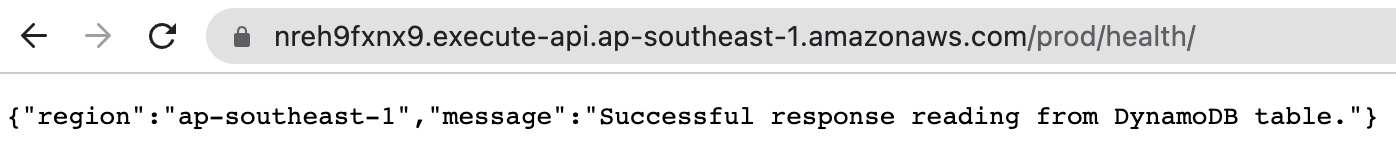 nreh9fxnx9.execute-api.ap-southeast-1.amazonaws.com/prod/health/
{"region":"ap-southeast-1","message":"Successful response reading from DynamoDB table."}